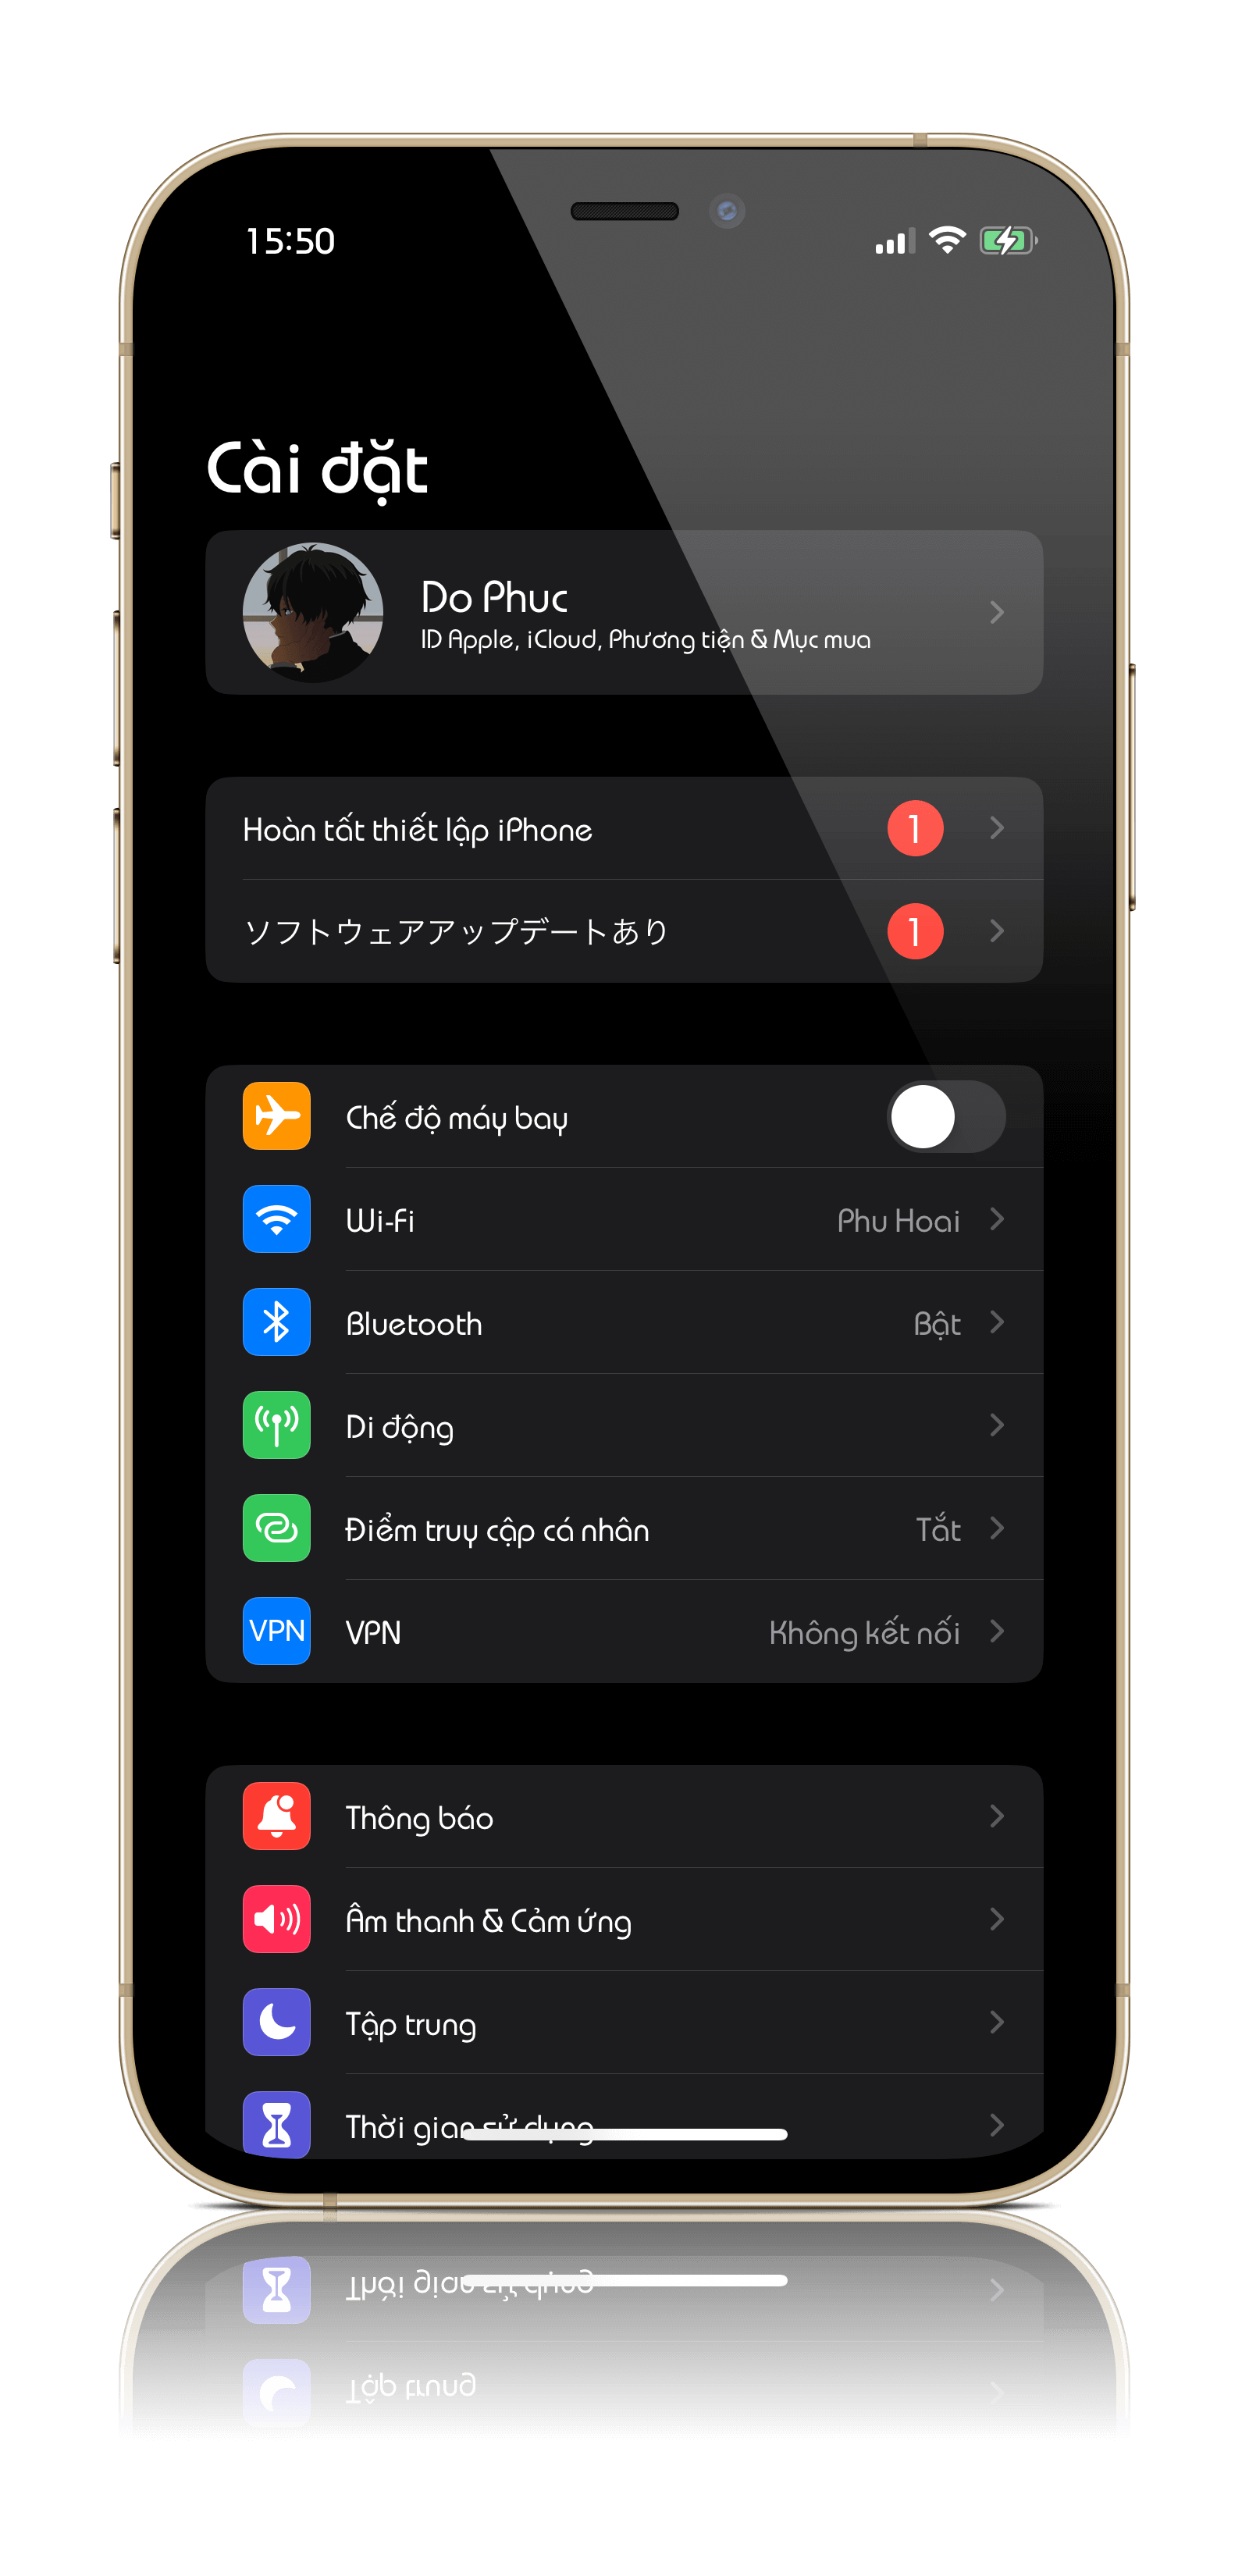 15:50
Cài đặt
Do Phuc
ID Apple, iCloud, Phương tiện & Mục mua
Hoàn tất thiết lập iPhone 1
ソフトウェアアップデートあり 1
Chế độ máy bay
Wi-Fi Phu Hoai
Bluetooth Bật
Di động
Điểm truy cập cá nhân Tắt
VPN VPN Không kết nối
Thông báo
Âm thanh & Cảm ứng
Tập trung
Thời gian sử dụng